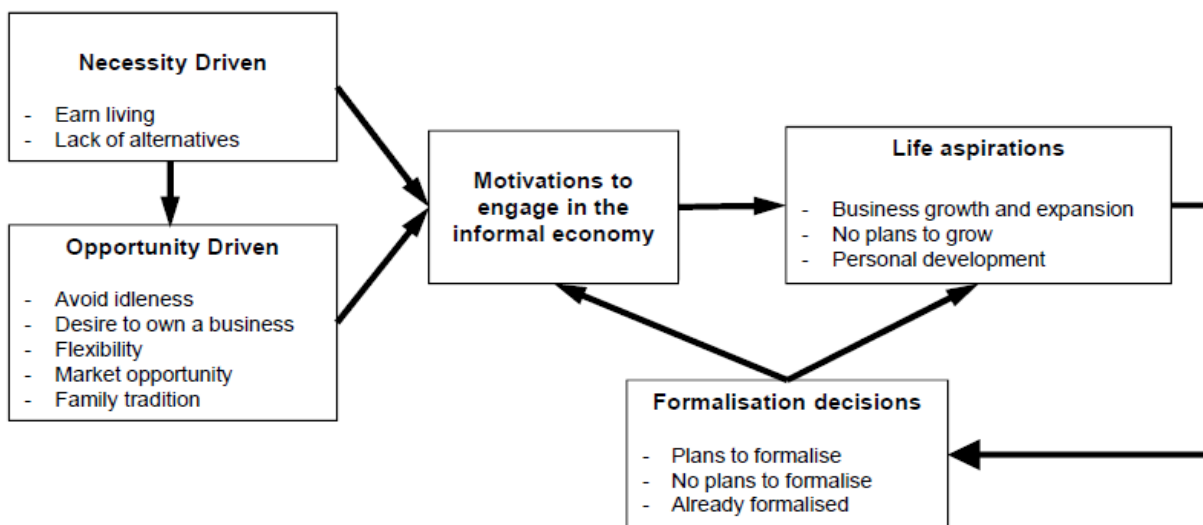 Necessity Driven
- Earn living
- Lack of alternatives
Opportunity Driven
- Avoid idleness
- Desire to own a business
- Flexibility
- Market opportunity
- Family tradition
Motivations to
engage in the
informal economy
Life aspirations
- Business growth and expansion
- No plans to grow
- Personal development
Formalisation decisions
- Plans to formalise
- No plans to formalise
- Already formalised